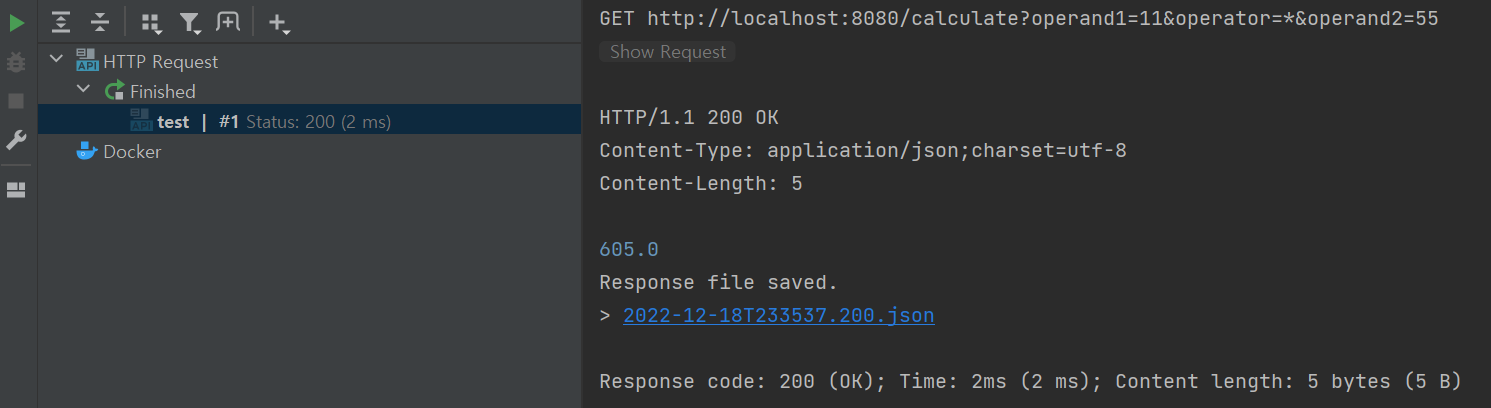 HTTP Request
Finished
test | #1 Status: 200 (2 ms)
Docker
GET http://localhost:8080/calculate?operand1=11&operator=*&operand2=55
Show Request
HTTP/1.1 200 OK
Content-Type: application/json;charset=utf-8
Content-Length: 5
605.0
Response file saved.
> 2022-12-18T233537.200.json
Response code: 200 (OK); Time: 2ms (2 ms); Content length: 5 bytes (5 B)